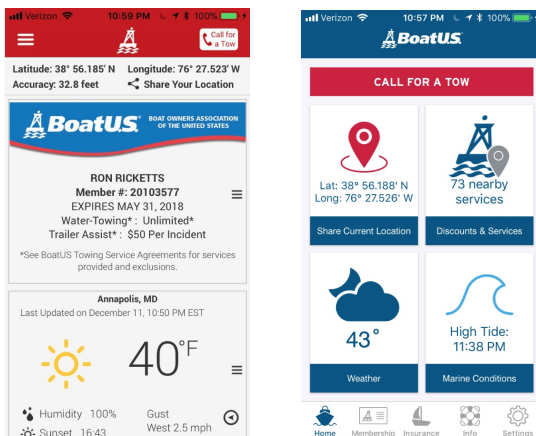 Verizon 10:59 PM 100%
Call for
a Tow
Latitude: 38° 56.185' N Longitude: 76° 27.523' W
Accuracy: 32.8 feet Share Your Location
BoatU.S. BOAT OWNERS ASSOCIATION
OF THE UNITED STATES
RON RICKETTS
Member #: 20103577
EXPIRES MAY 31, 2018
Water-Towing* : Unlimited*
Trailer Assist* : $50 Per Incident
*See BoatUS Towing Service Agreements for services
provided and exclusions.
Annapolis, MD
Last Updated on December 11, 10:50 PM EST
40°F
Humidity 100% Gust
Sunset 16:43 West 2.5 mph
Verizon 10:57 PM 100%
BoatU.S.
CALL FOR A TOW
Lat: 38° 56.188' N
Long: 76° 27.526' W
Share Current Location
73 nearby
services
Discounts & Services
43°
Weather
High Tide:
11:38 PM
Marine Conditions
Home Membership Insurance Info Settings